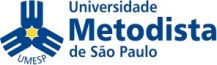 Universidade
Metodista
de São Paulo
UMESP